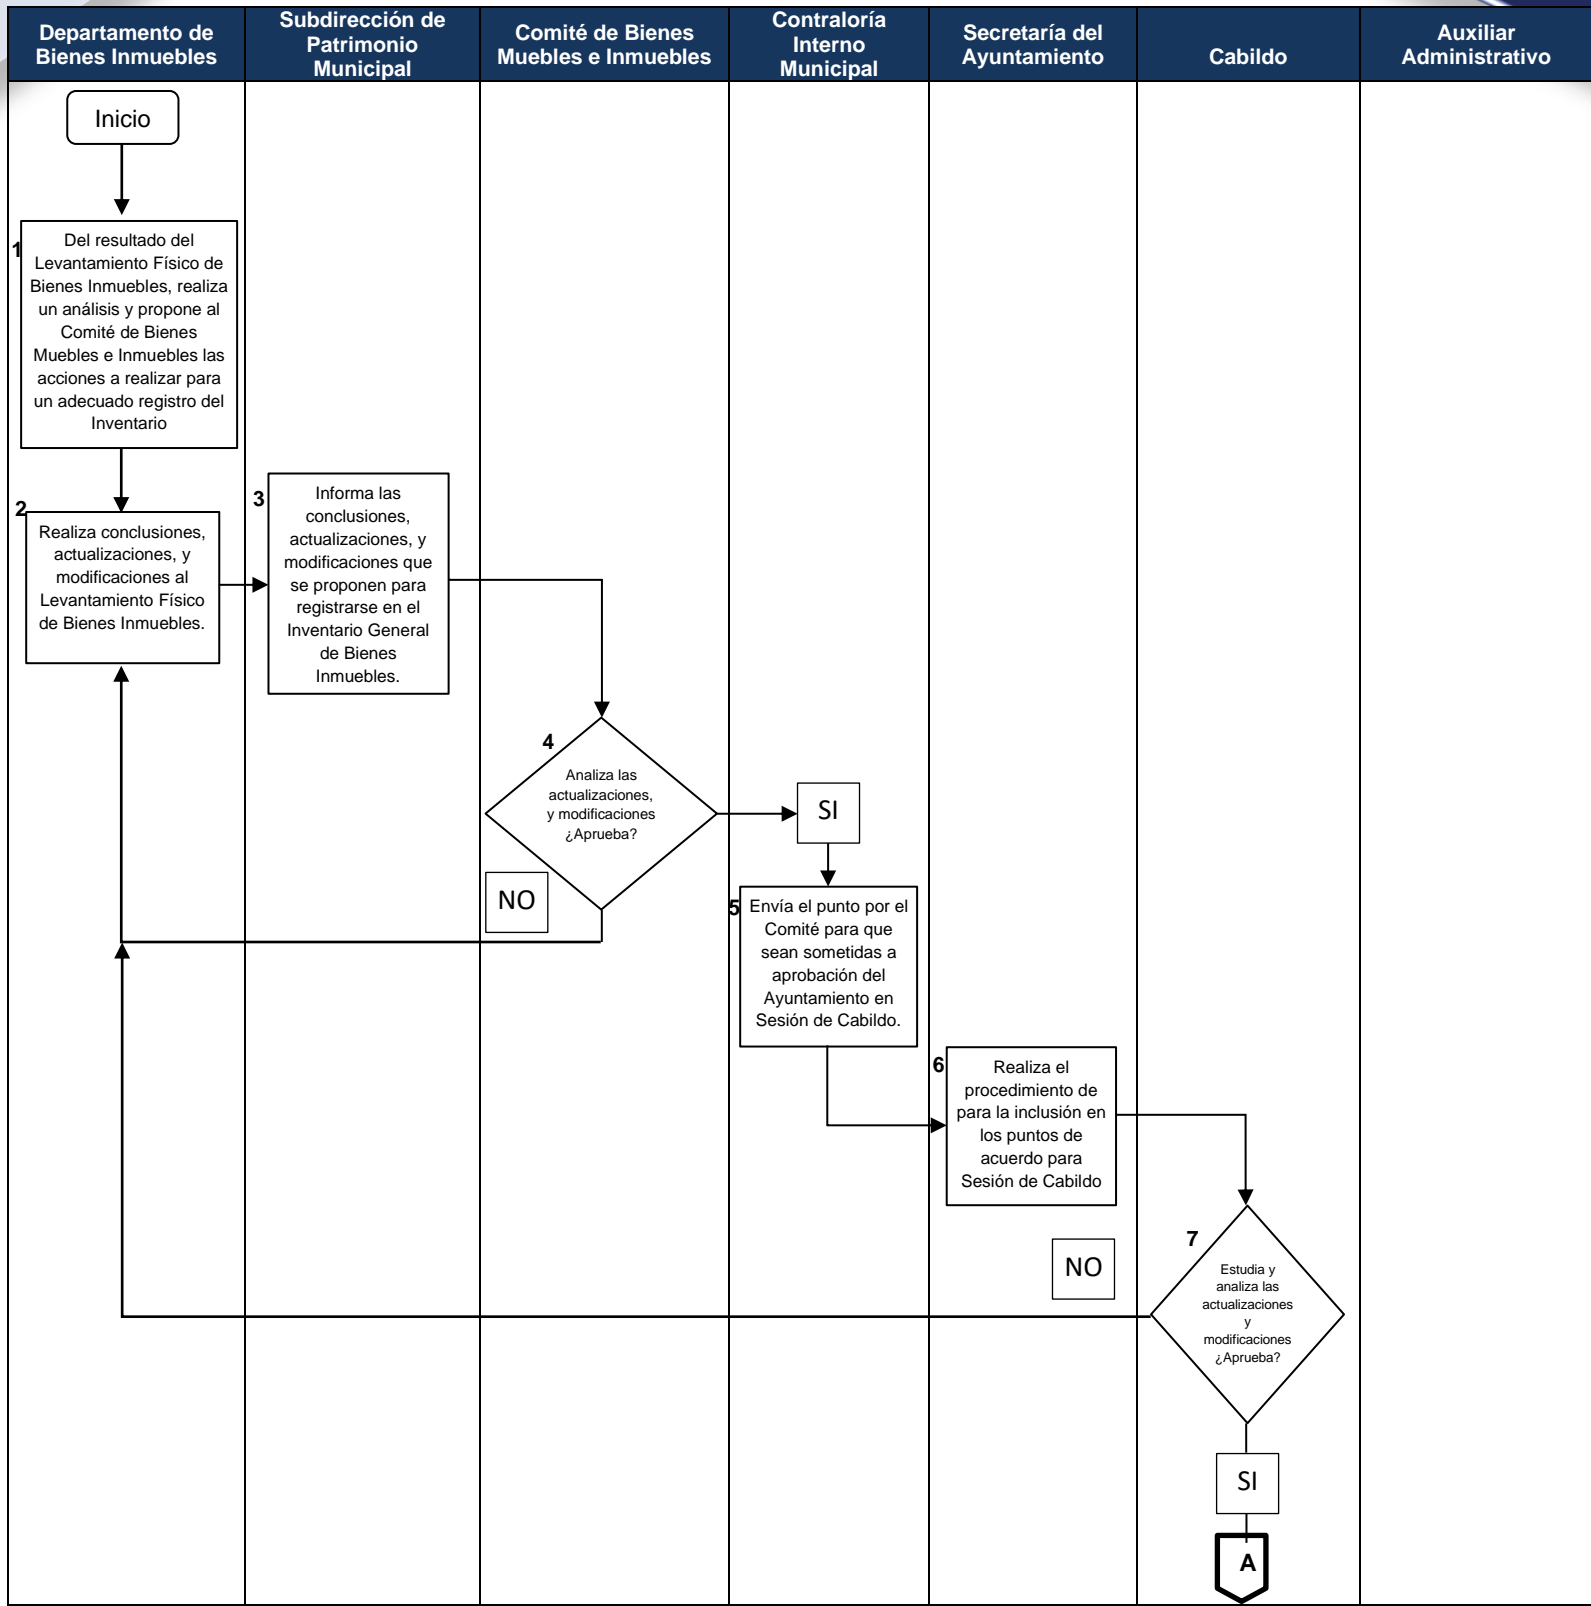 Departamento de
Bienes Inmuebles
Subdirección de
Patrimonio
Municipal
Comité de Bienes
Muebles e Inmuebles
Contraloría
Interno
Municipal
Secretaría del
Ayuntamiento
Cabildo
Auxiliar
Administrativo
Inicio
1
Del resultado del
Levantamiento Físico de
Bienes Inmuebles, realiza
un análisis y propone al
Comité de Bienes
Muebles e Inmuebles las
acciones a realizar para
un adecuado registro del
Inventario
2
Realiza conclusiones,
actualizaciones, y
modificaciones al
Levantamiento Físico
de Bienes Inmuebles.
3
Informa las
conclusiones,
actualizaciones, y
modificaciones que
se proponen para
registrarse en el
Inventario General
de Bienes
Inmuebles.
4
Analiza las
actualizaciones,
y modificaciones
¿Aprueba?
SI
NO
5
Envía el punto por el
Comité para que
sean sometidas a
aprobación del
Ayuntamiento en
Sesión de Cabildo.
6
Realiza el
procedimiento de
para la inclusión en
los puntos de
acuerdo para
Sesión de Cabildo
7
Estudia y
analiza las
actualizaciones
y
modificaciones
¿Aprueba?
NO
SI
A